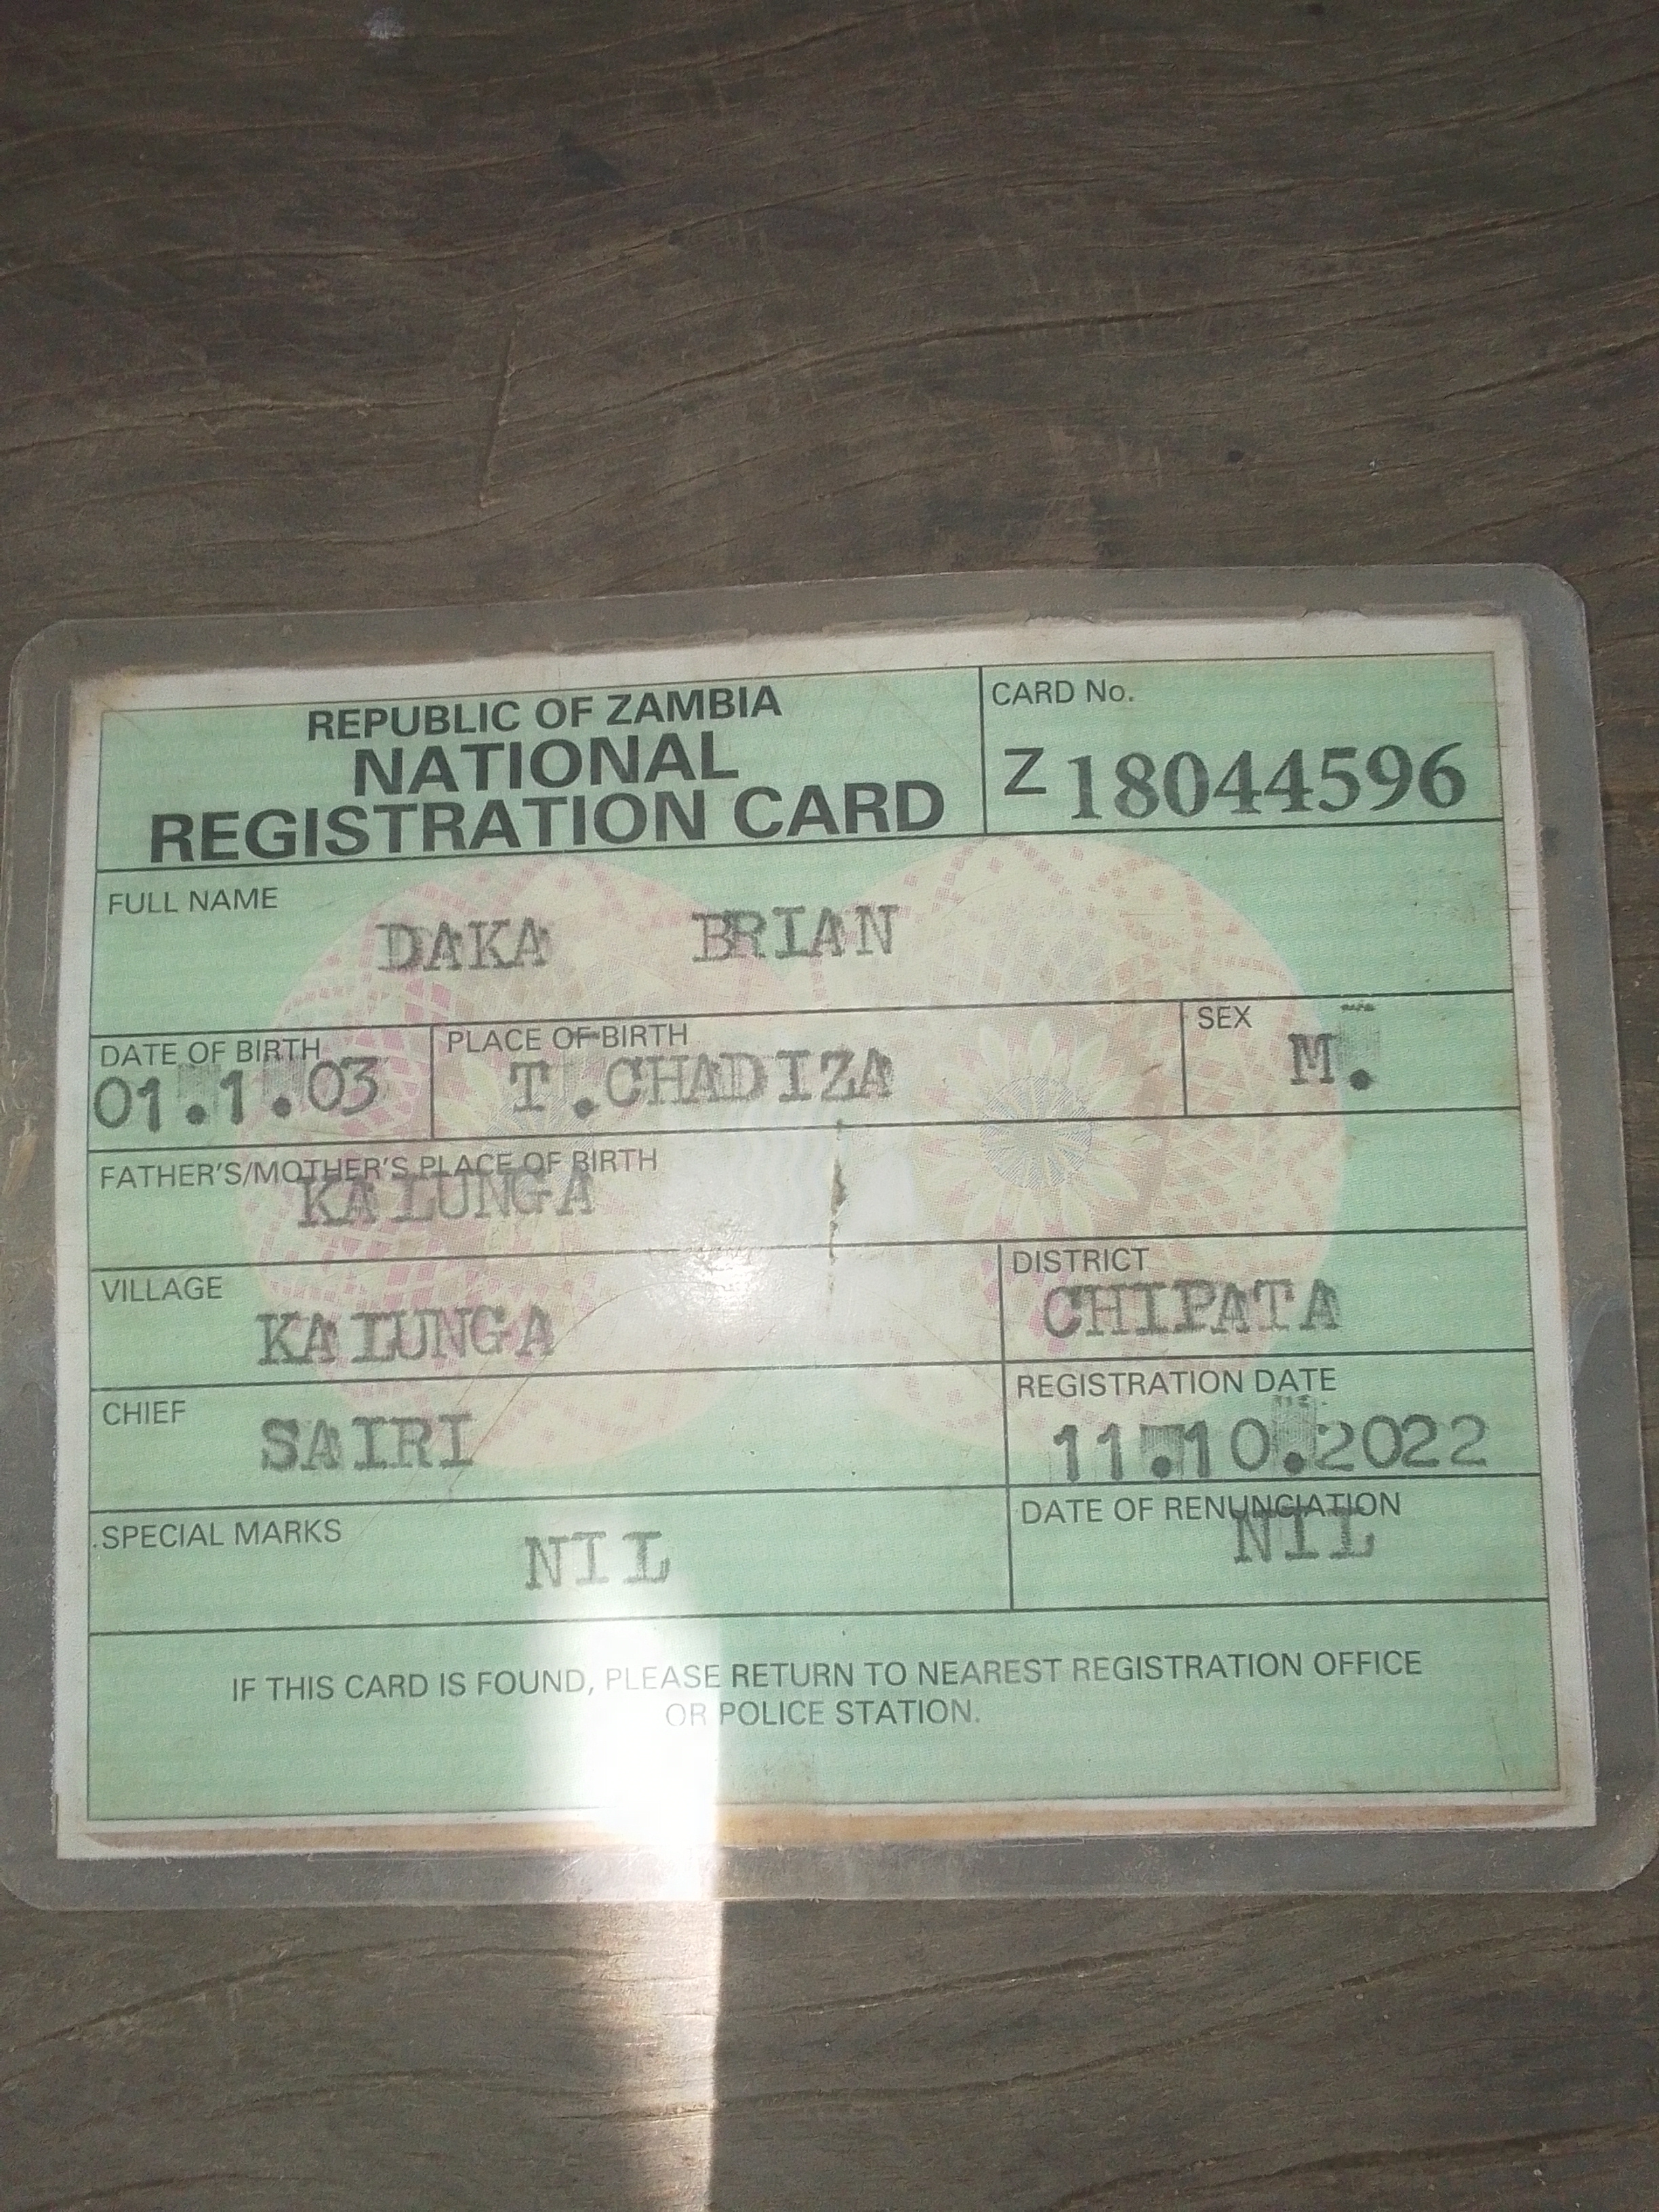 REPUBLIC OF ZAMBIA
NATIONAL
REGISTRATION CARD
CARD No.
Z 18044596
FULL NAME
DAKA BRIAN
DATE OF BIRTH
01.1.03
PLACE OF BIRTH
T.CHADIZA
SEX
M.
FATHER'S/MOTHER'S PLACE OF BIRTH
KALUNGA
VILLAGE
KALUNGA
DISTRICT
CHIPATA
CHIEF
SAIRI
REGISTRATION DATE
11.10.2022
SPECIAL MARKS
NIL
DATE OF RENUNCIATION
NIL
IF THIS CARD IS FOUND, PLEASE RETURN TO NEAREST REGISTRATION OFFICE
OR POLICE STATION.